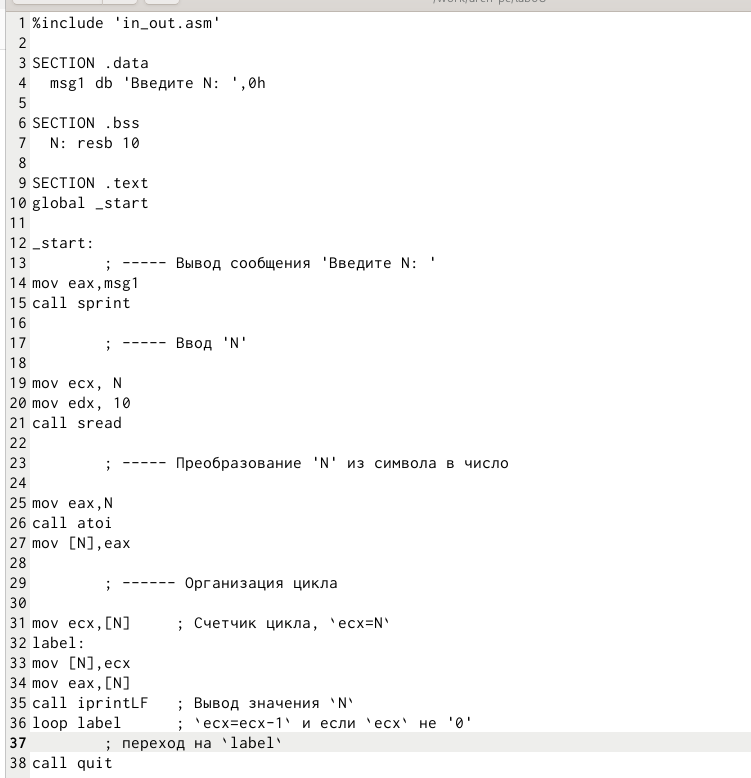 1 %include 'in_out.asm'
2
3 SECTION .data
4   msg1 db 'Введите N: ',0h
5
6 SECTION .bss
7   N: resb 10
8
9 SECTION .text
10 global _start
11
12 _start:
13         ; ----- Вывод сообщения 'Введите N: '
14 mov eax,msg1
15 call sprint
16
17         ; ----- Ввод 'N'
18
19 mov ecx, N
20 mov edx, 10
21 call sread
22
23         ; ----- Преобразование 'N' из символа в число
24
25 mov eax,N
26 call atoi
27 mov [N],eax
28
29         ; ------ Организация цикла
30
31 mov ecx,[N]     ; Счетчик цикла, `ecx=N`
32 label:
33 mov [N],ecx
34 mov eax,[N]
35 call iprintLF   ; Вывод значения `N`
36 loop label      ; `ecx=ecx-1` и если `ecx` не '0'
37         ; переход на `label`
38 call quit